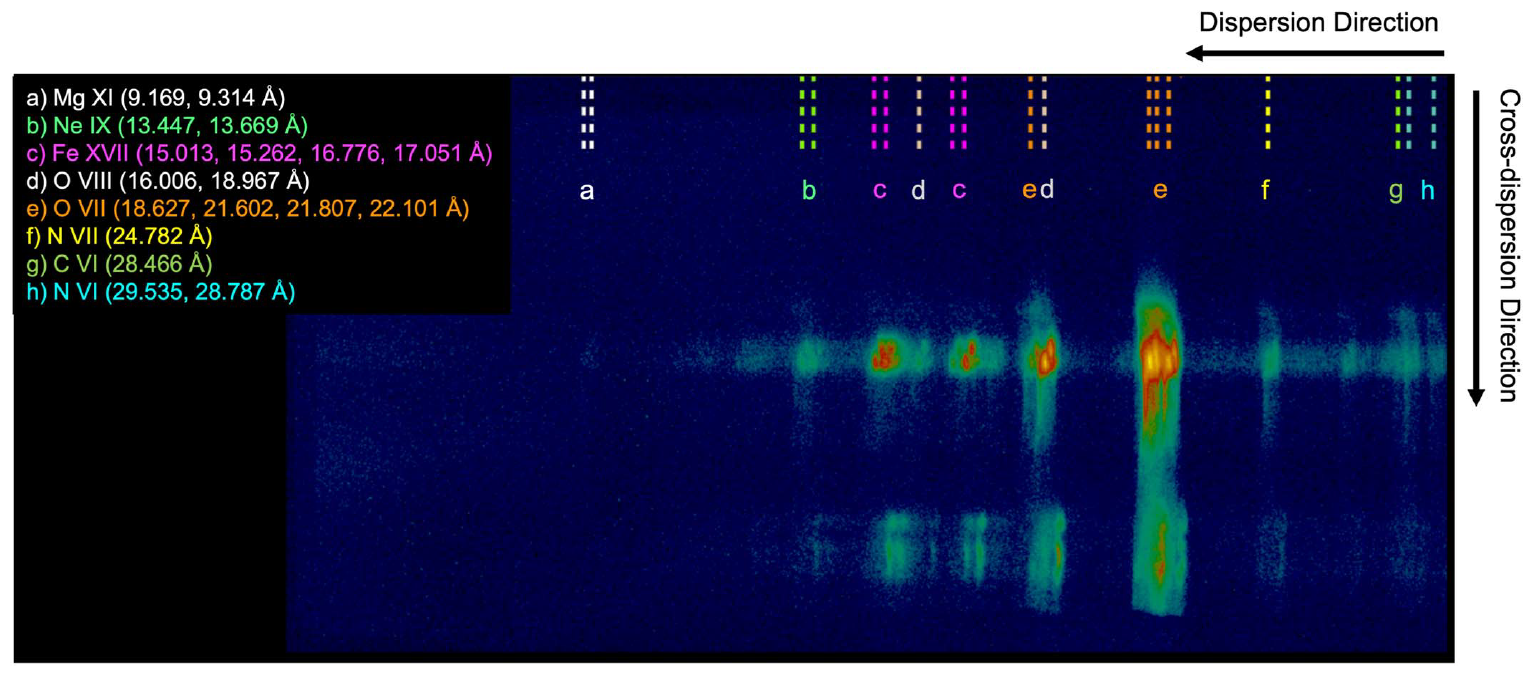 Dispersion Direction
a) Mg XI (9.169, 9.314 Å)
b) Ne IX (13.447, 13.669 Å)
c) Fe XVII (15.013, 15.262, 16.776, 17.051 Å)
d) O VIII (16.006, 18.967 Å)
e) O VII (18.627, 21.602, 21.807, 22.101 Å)
f) N VII (24.782 Å)
g) C VI (28.466 Å)
h) N VI (29.535, 28.787 Å)
a b c d c e d e f g h
Cross-dispersion Direction